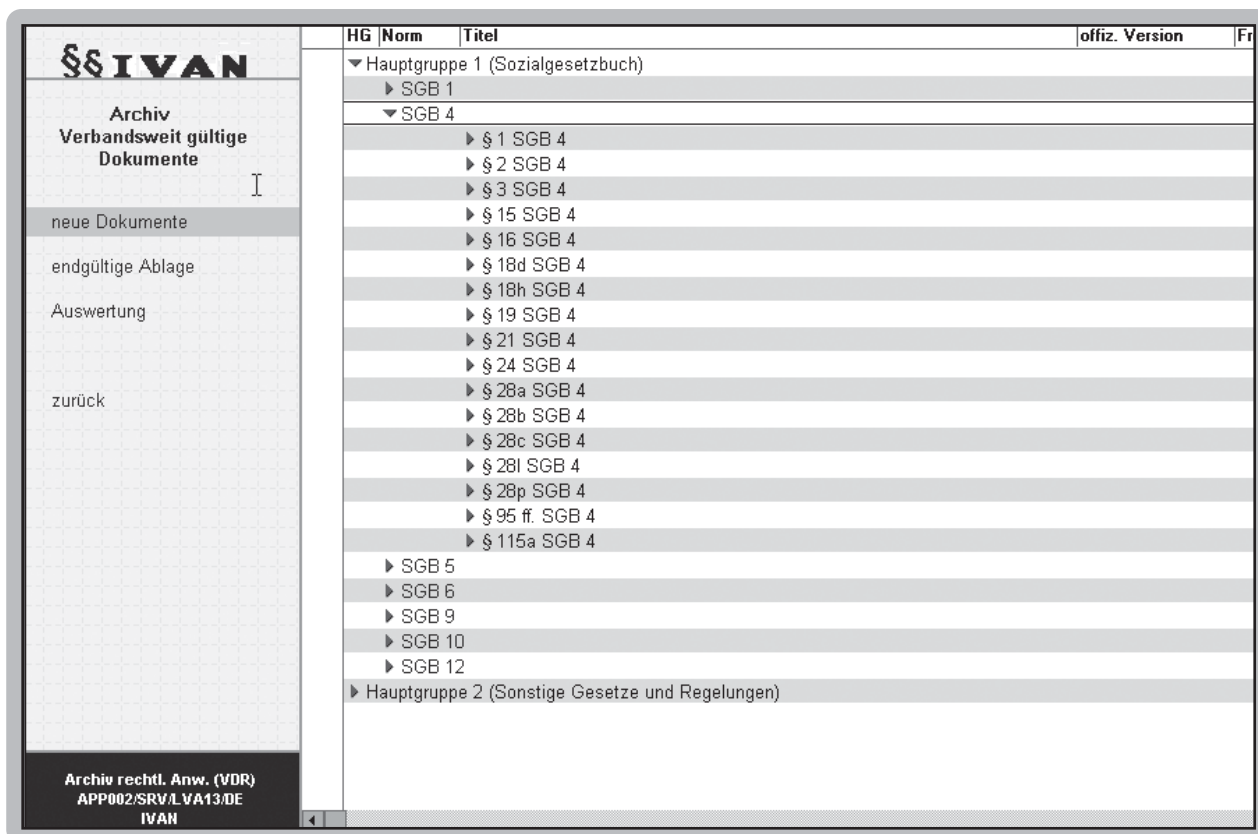 §§IVAN
Archiv
Verbandsweit gültige
Dokumente
neue Dokumente
endgültige Ablage
Auswertung
zurück
Archiv rechtl. Anw. (VDR)
APP002/SRV/LVA13/DE
IVAN
HG Norm Titel offiz. Version Fr
Hauptgruppe 1 (Sozialgesetzbuch)
SGB 1
SGB 4
§ 1 SGB 4
§ 2 SGB 4
§ 3 SGB 4
§ 15 SGB 4
§ 16 SGB 4
§ 18d SGB 4
§ 18h SGB 4
§ 19 SGB 4
§ 21 SGB 4
§ 24 SGB 4
§ 28a SGB 4
§ 28b SGB 4
§ 28c SGB 4
§ 28l SGB 4
§ 28p SGB 4
§ 95 ff. SGB 4
§ 115a SGB 4
SGB 5
SGB 6
SGB 9
SGB 10
SGB 12
Hauptgruppe 2 (Sonstige Gesetze und Regelungen)